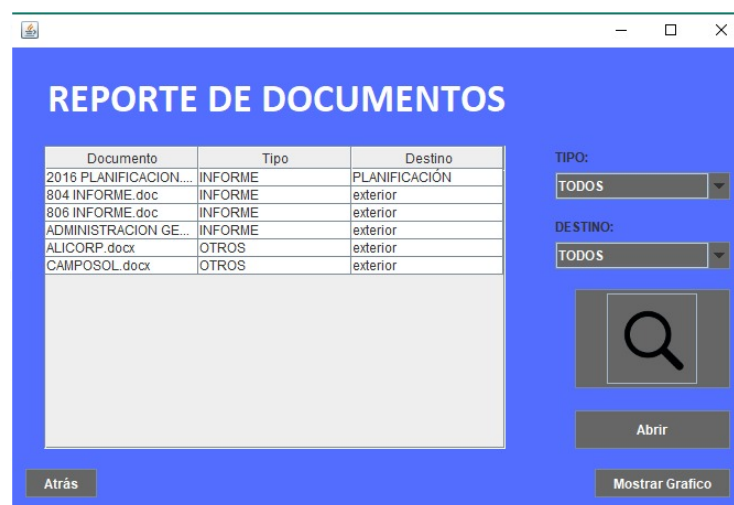 REPORTE DE DOCUMENTOS
Documento Tipo Destino
2016 PLANIFICACION.... INFORME PLANIFICACIÓN
804 INFORME.doc INFORME exterior
806 INFORME.doc INFORME exterior
ADMINISTRACION GE... INFORME exterior
ALICORP.docx OTROS exterior
CAMPOSOL.docx OTROS exterior
TIPO:
TODOS
DESTINO:
TODOS
Abrir
Atrás
Mostrar Grafico